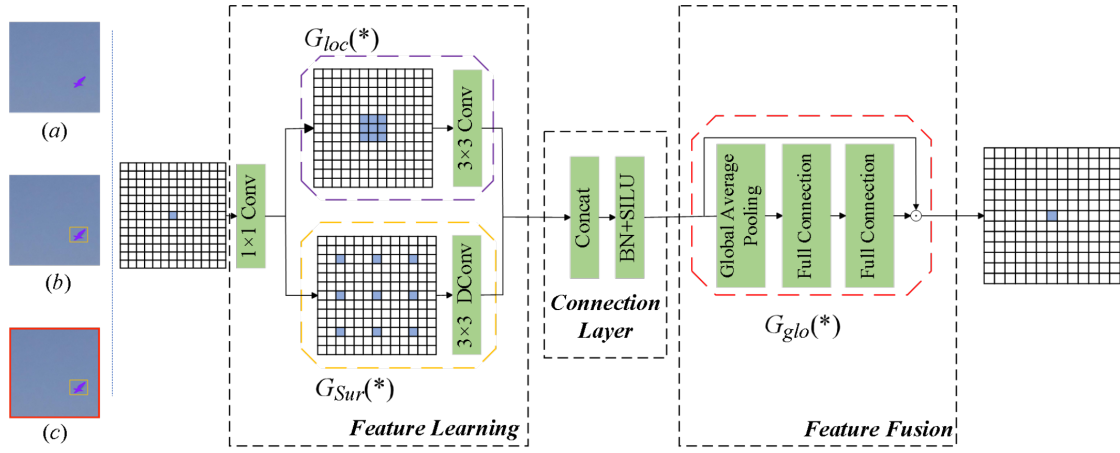 (a)
(b)
(c)
1×1 Conv
G_loc(*)
3×3 Conv
3×3 DConv
G_Sur(*)
Feature Learning
Concat
BN+SILU
Connection
Layer
Global Average
Pooling
Full Connection
Full Connection
G_glo(*)
Feature Fusion